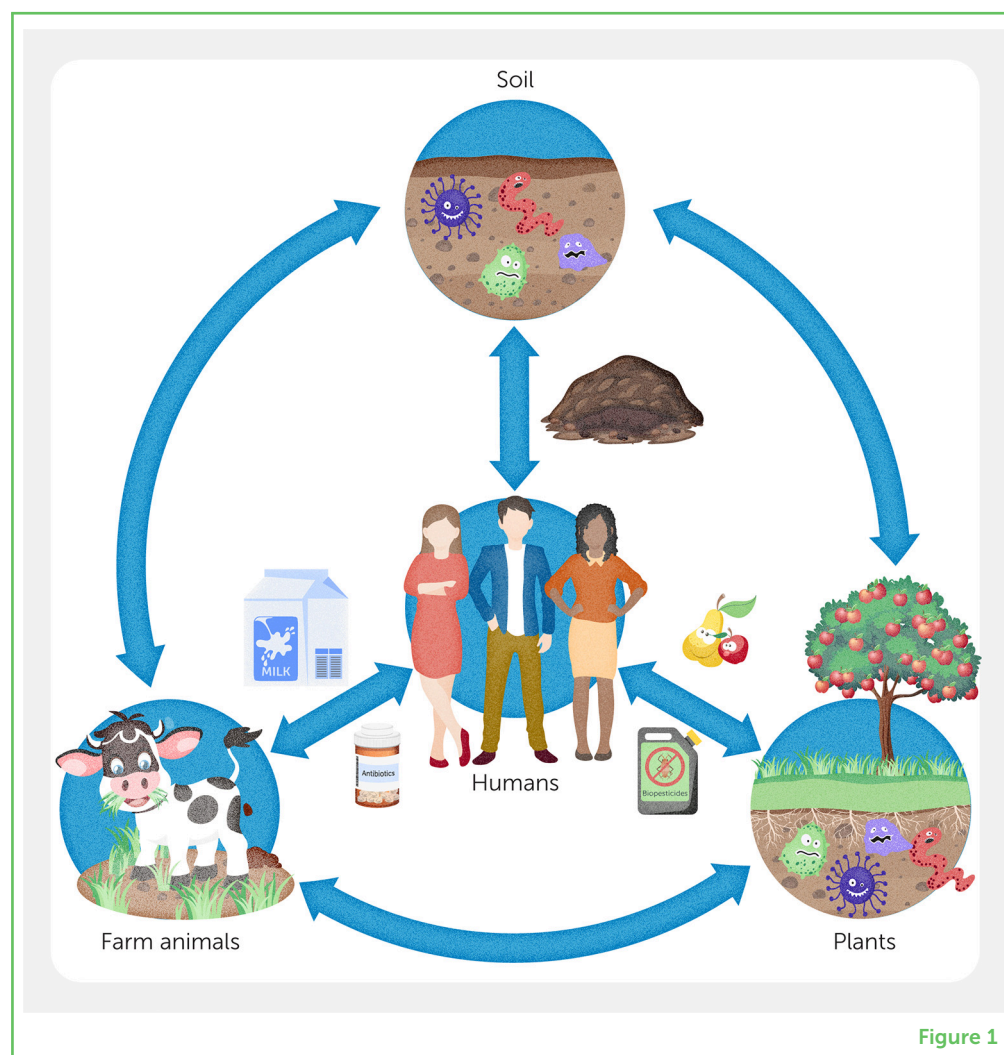 Soil
MILK
Antibiotics
Humans
Biopesticides
Farm animals
Plants
Figure 1